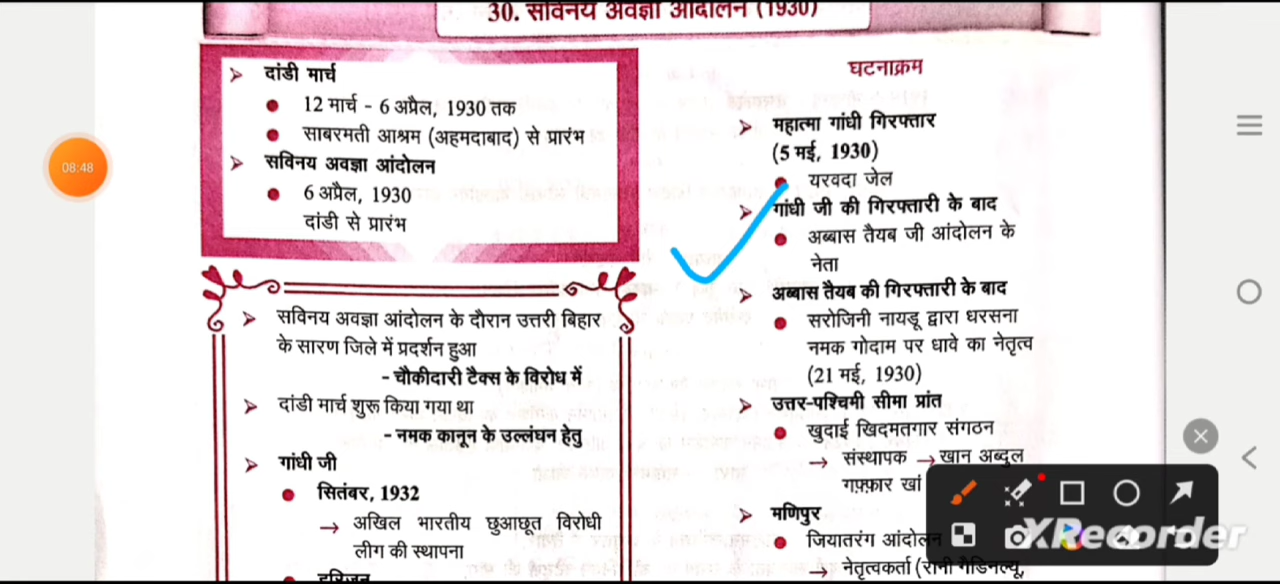 30. सविनय अवज्ञा आंदोलन (1930)
➢ दांडी मार्च
● 12 मार्च - 6 अप्रैल, 1930 तक
● साबरमती आश्रम (अहमदाबाद) से प्रारंभ
➢ सविनय अवज्ञा आंदोलन
● 6 अप्रैल, 1930
दांडी से प्रारंभ
➢ सविनय अवज्ञा आंदोलन के दौरान उत्तरी बिहार
के सारण जिले में प्रदर्शन हुआ
- चौकीदारी टैक्स के विरोध में
➢ दांडी मार्च शुरू किया गया था
- नमक कानून के उल्लंघन हेतु
➢ गांधी जी
● सितंबर, 1932
→ अखिल भारतीय छुआछूत विरोधी
लीग की स्थापना
● हरिजन
घटनाक्रम
➢ महात्मा गांधी गिरफ्तार
(5 मई, 1930)
● यरवदा जेल
➢ गांधी जी की गिरफ्तारी के बाद
● अब्बास तैयब जी आंदोलन के
नेता
➢ अब्बास तैयब की गिरफ्तारी के बाद
● सरोजिनी नायडू द्वारा धरसना
नमक गोदाम पर धावे का नेतृत्व
(21 मई, 1930)
➢ उत्तर-पश्चिमी सीमा प्रांत
● खुदाई खिदमतगार संगठन
→ संस्थापक → खान अब्दुल
गफ़्फ़ार खां
➢ मणिपुर
● जियातरंग आंदोलन
→ नेतृत्वकर्ता (रानी गैडिनल्यू,
08:48
XRecorder